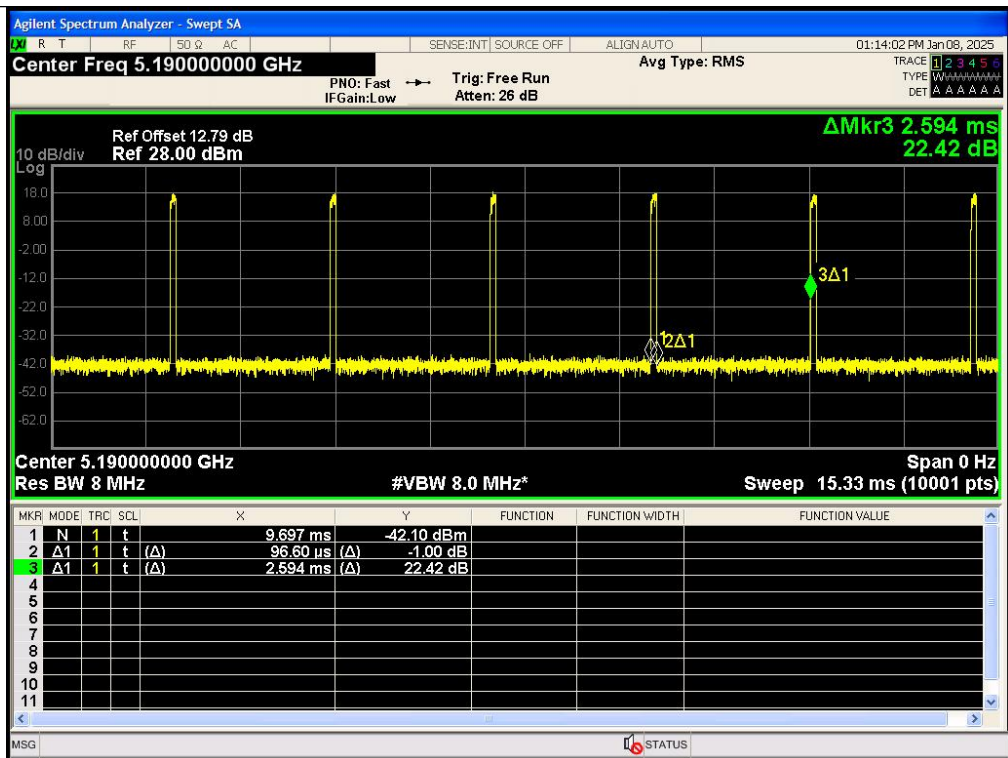 Agilent Spectrum Analyzer - Swept SA
LXI R T RF 50 Ω AC SENSE:INT SOURCE OFF ALIGN AUTO 01:14:02 PM Jan 08, 2025
Center Freq 5.190000000 GHz Avg Type: RMS TRACE 1 2 3 4 5 6
PNO: Fast Trig: Free Run TYPE W
IFGain:Low Atten: 26 dB DET A A A A A A
ΔMkr3 2.594 ms
22.42 dB
Ref Offset 12.79 dB
10 dB/div Ref 28.00 dBm
Log
18.0
8.00
-2.00
-12.0
3Δ1
-22.0
-32.0
1
2Δ1
-42.0
-52.0
-62.0
Center 5.190000000 GHz Span 0 Hz
Res BW 8 MHz #VBW 8.0 MHz* Sweep 15.33 ms (10001 pts)
MKR MODE TRC SCL X Y FUNCTION FUNCTION WIDTH FUNCTION VALUE
1 N 1 t 9.697 ms -42.10 dBm
2 Δ1 1 t (Δ) 96.60 µs (Δ) -1.00 dB
3 Δ1 1 t (Δ) 2.594 ms (Δ) 22.42 dB
4
5
6
7
8
9
10
11
MSG STATUS